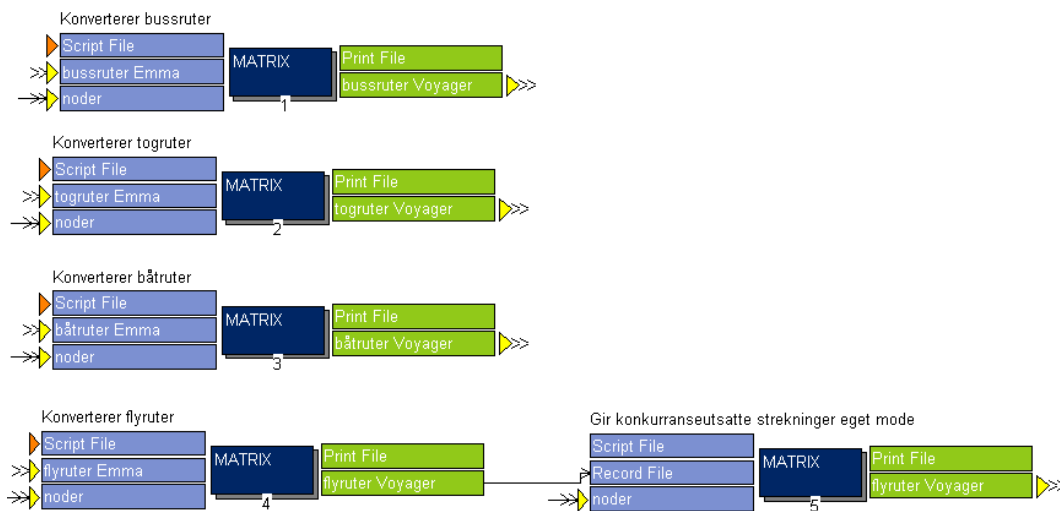 Konverterer bussruter
Script File
bussruter Emma
noder
MATRIX
1
Print File
bussruter Voyager
Konverterer togruter
Script File
togruter Emma
noder
MATRIX
2
Print File
togruter Voyager
Konverterer båtruter
Script File
båtruter Emma
noder
MATRIX
3
Print File
båtruter Voyager
Konverterer flyruter
Script File
flyruter Emma
noder
MATRIX
4
Print File
flyruter Voyager
Gir konkurranseutsatte strekninger eget mode
Script File
Record File
noder
MATRIX
5
Print File
flyruter Voyager